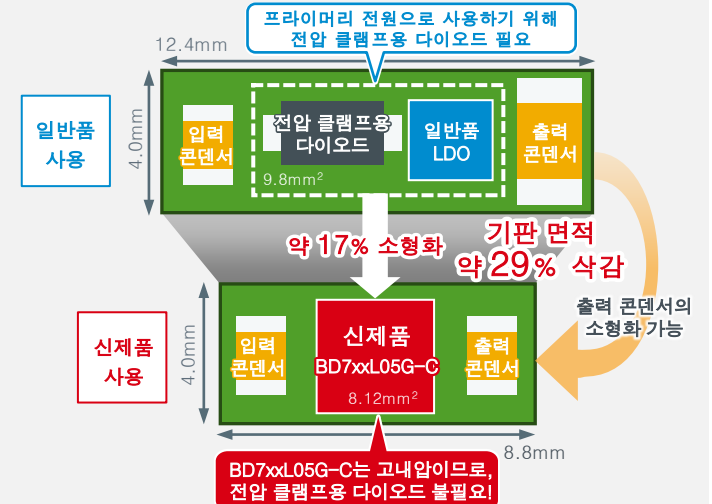 프라이머리 전원으로 사용하기 위해
전압 클램프용 다이오드 필요
12.4mm
일반품
사용
4.0mm
입력
콘덴서
전압 클램프용
다이오드
일반품
LDO
출력
콘덴서
9.8mm²
약 17% 소형화
기판 면적
약 29% 삭감
출력 콘덴서의
소형화 가능
신제품
사용
4.0mm
입력
콘덴서
신제품
BD7xxL05G-C
8.12mm²
출력
콘덴서
8.8mm
BD7xxL05G-C는 고내압이므로,
전압 클램프용 다이오드 불필요!